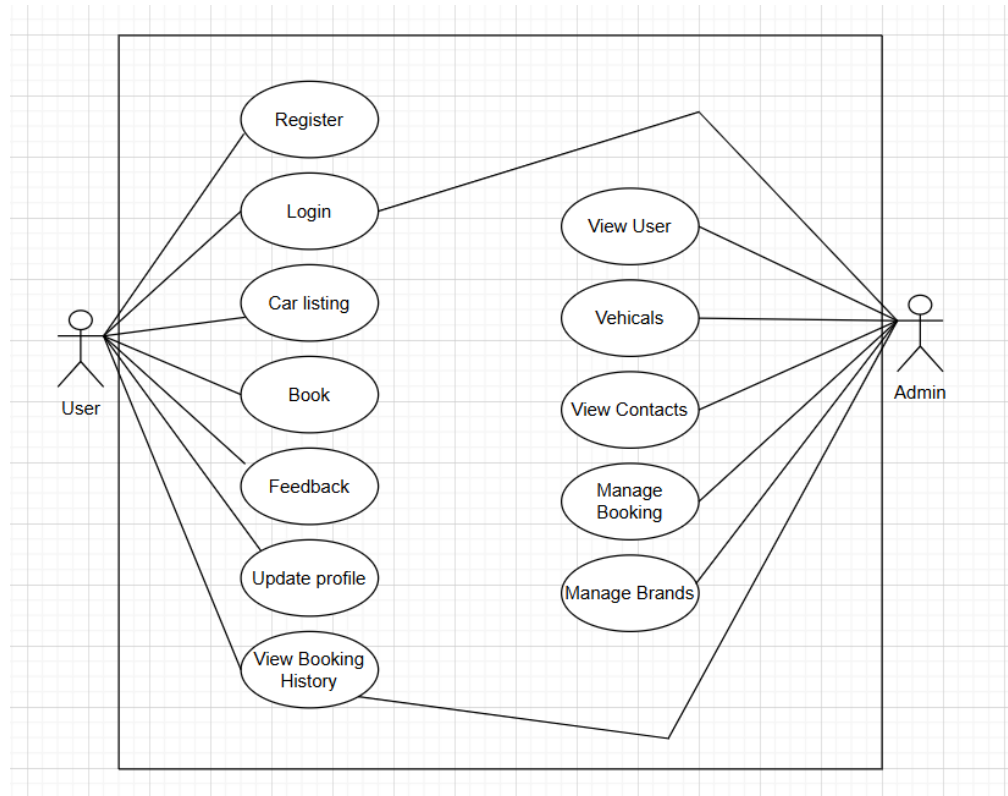 Register
Login
View User
Car listing
Vehicals
User
Admin
Book
View Contacts
Feedback
Manage
Booking
Update profile
Manage Brands
View Booking
History